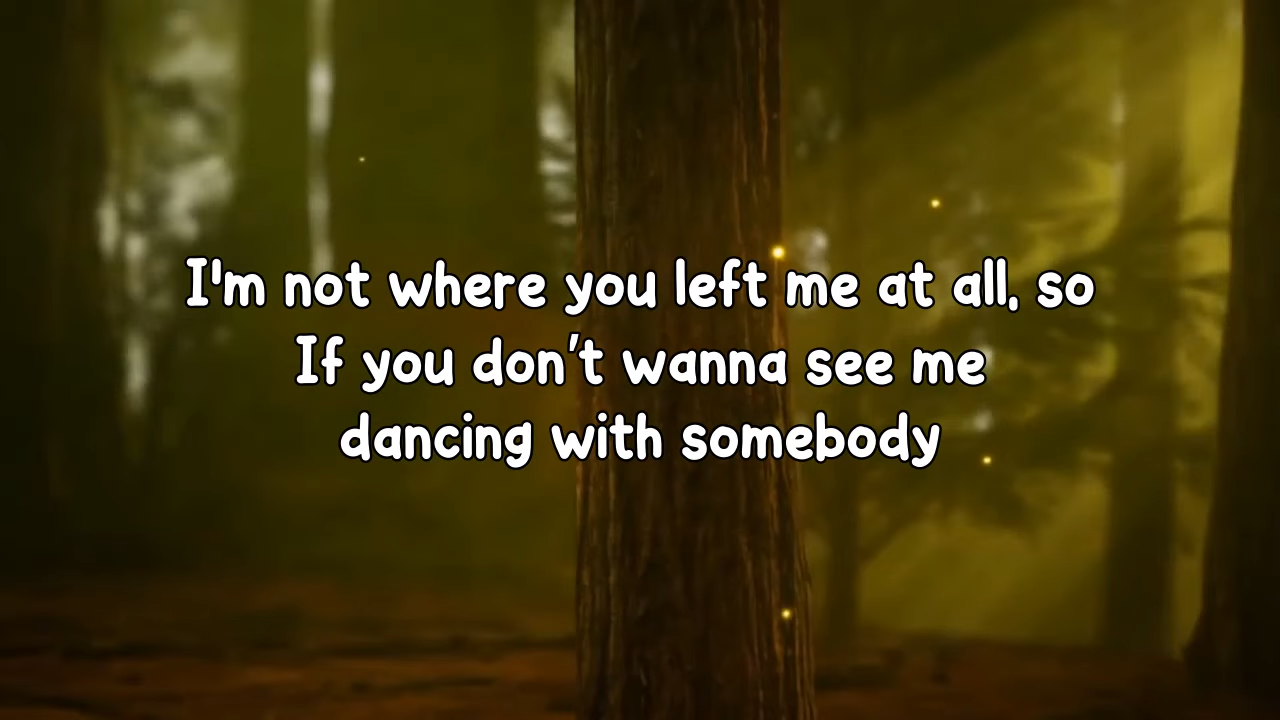 I'm not where you left me at all, so
If you don't wanna see me
dancing with somebody